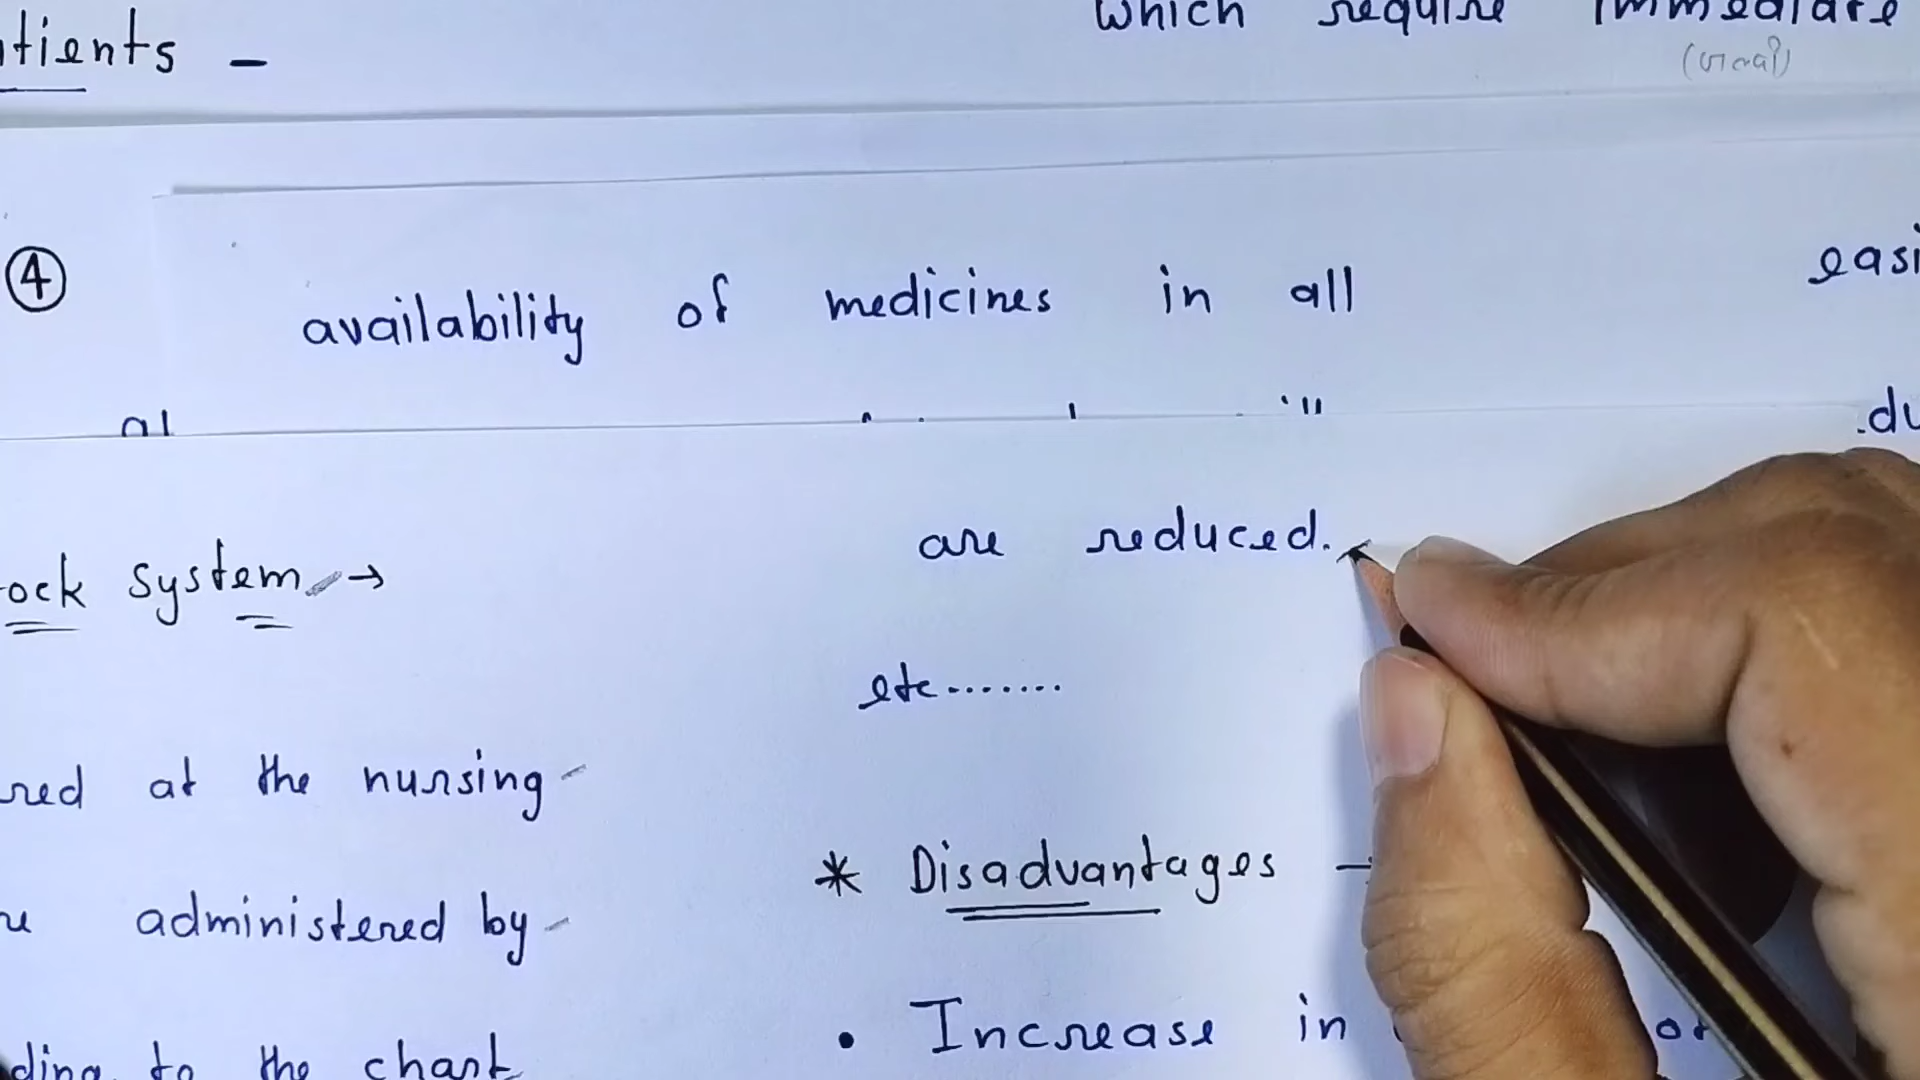 tients -
which require immediate
④
availability of medicines in all
easi
du
ock system →
are reduced.
etc........
red at the nursing
* Disadvantages →
administered by
• Increase in
ding to the chart